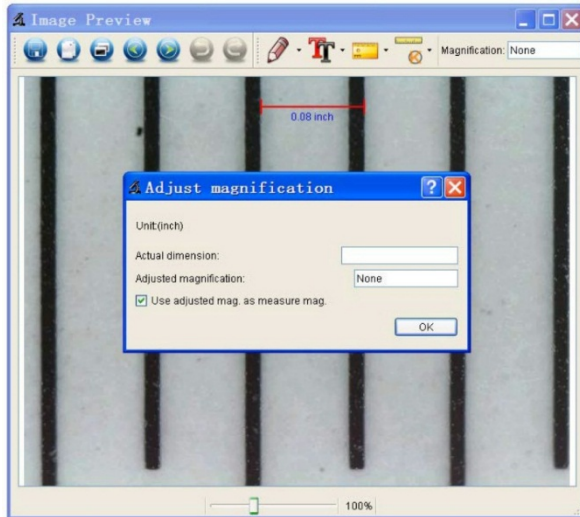 Image Preview
Magnification: None
0.08 inch
Adjust magnification
Unit:(inch)
Actual dimension:
Adjusted magnification: None
Use adjusted mag. as measure mag.
OK
100%